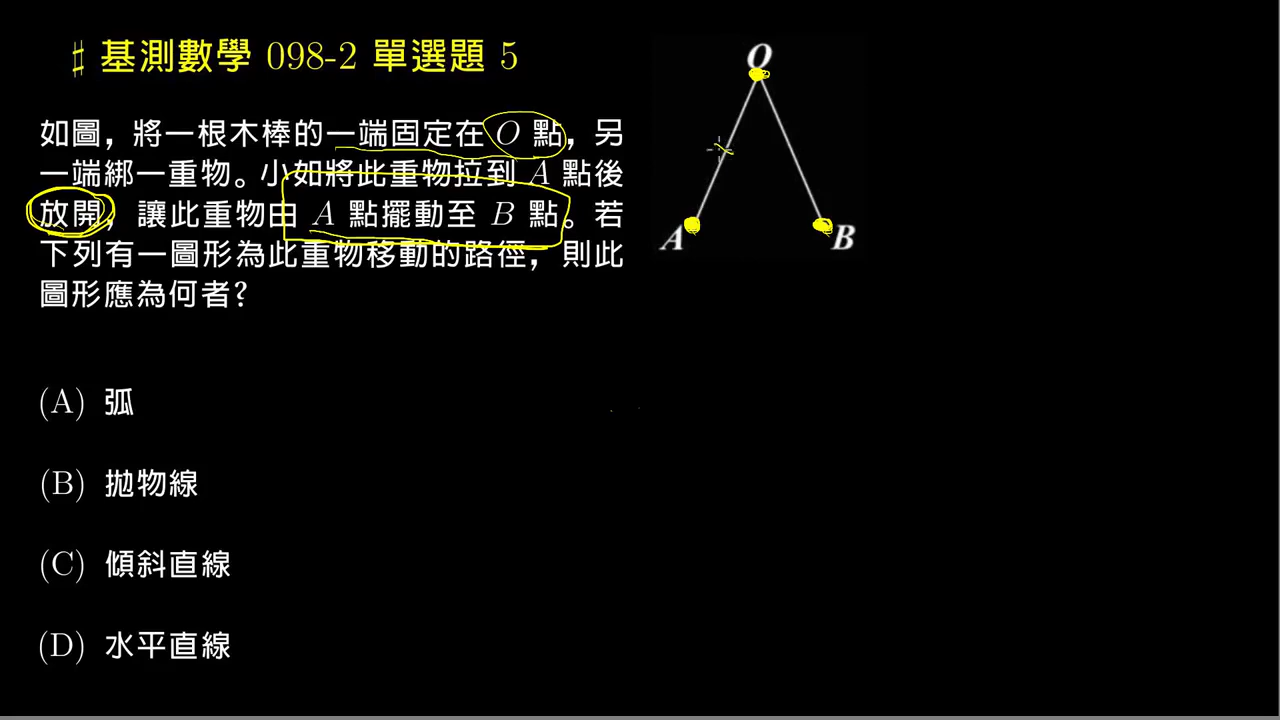 ♯ 基測數學 098-2 單選題 5
如圖，將一根木棒的一端固定在 O 點，另
一端綁一重物。小如將此重物拉到 A 點後
放開，讓此重物由 A 點擺動至 B 點。若
下列有一圖形為此重物移動的路徑，則此
圖形應為何者？
(A) 弧
(B) 拋物線
(C) 傾斜直線
(D) 水平直線
O
A
B